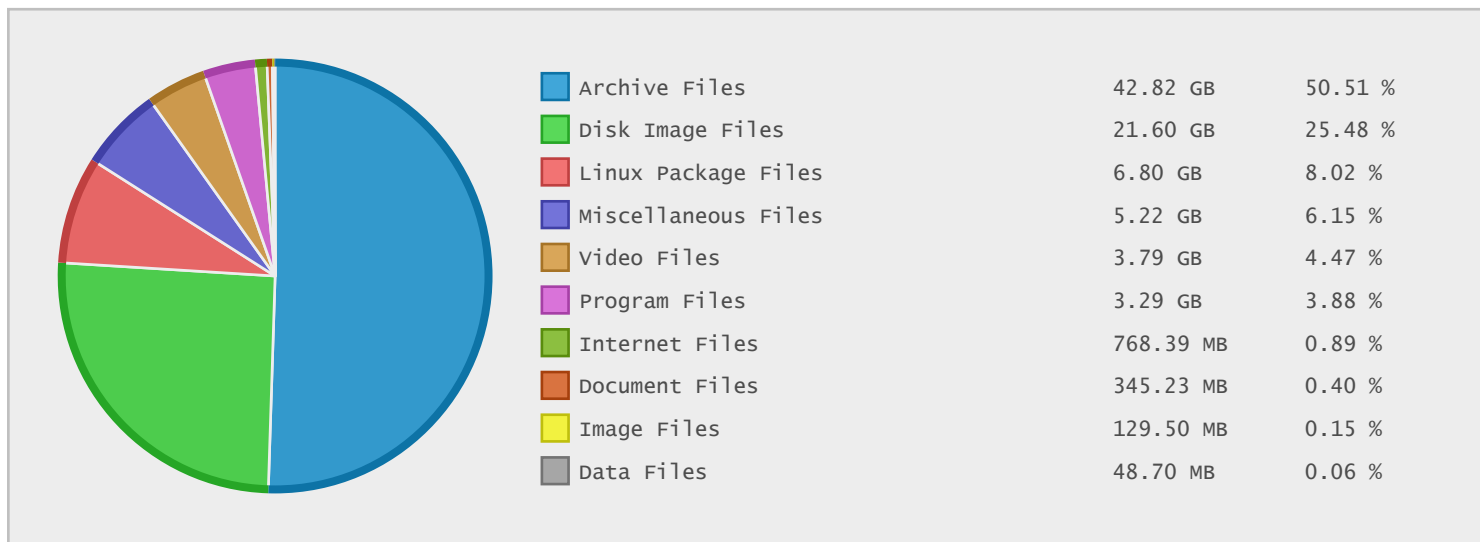 Archive Files 42.82 GB 50.51 %
Disk Image Files 21.60 GB 25.48 %
Linux Package Files 6.80 GB 8.02 %
Miscellaneous Files 5.22 GB 6.15 %
Video Files 3.79 GB 4.47 %
Program Files 3.29 GB 3.88 %
Internet Files 768.39 MB 0.89 %
Document Files 345.23 MB 0.40 %
Image Files 129.50 MB 0.15 %
Data Files 48.70 MB 0.06 %